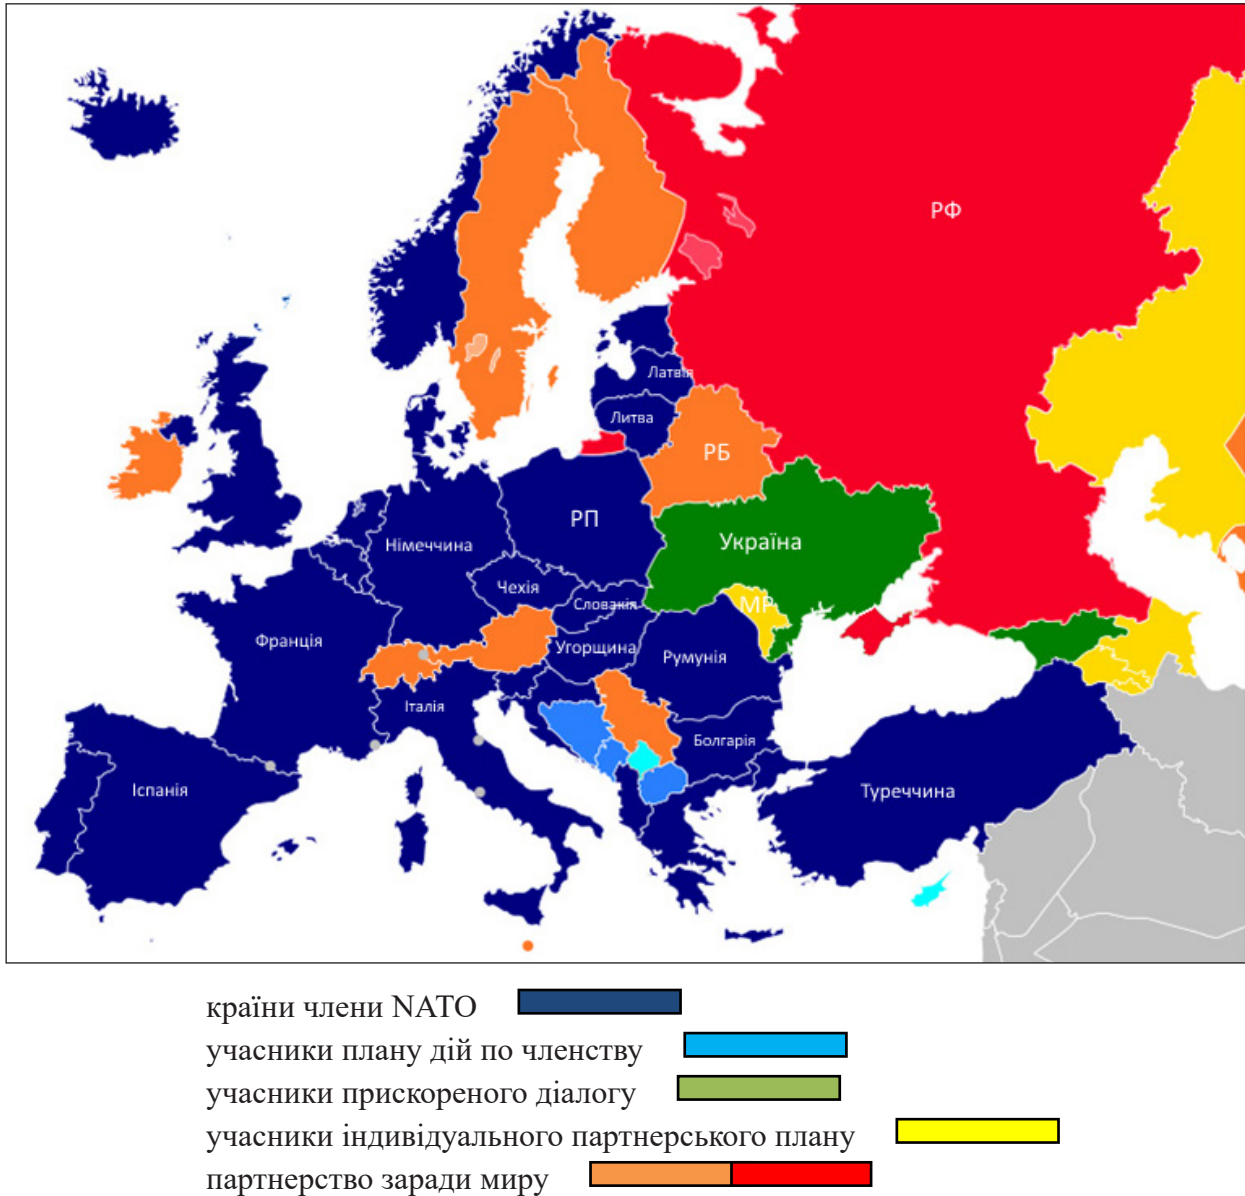 РФ
Латвія
Литва
РБ
РП
Україна
Німеччина
Чехія
Словакія
МР
Франція
Угорщина
Румунія
Італія
Болгарія
Іспанія
Туреччина
країни члени NATO
учасники плану дій по членству
учасники прискореного діалогу
учасники індивідуального партнерського плану
партнерство заради миру